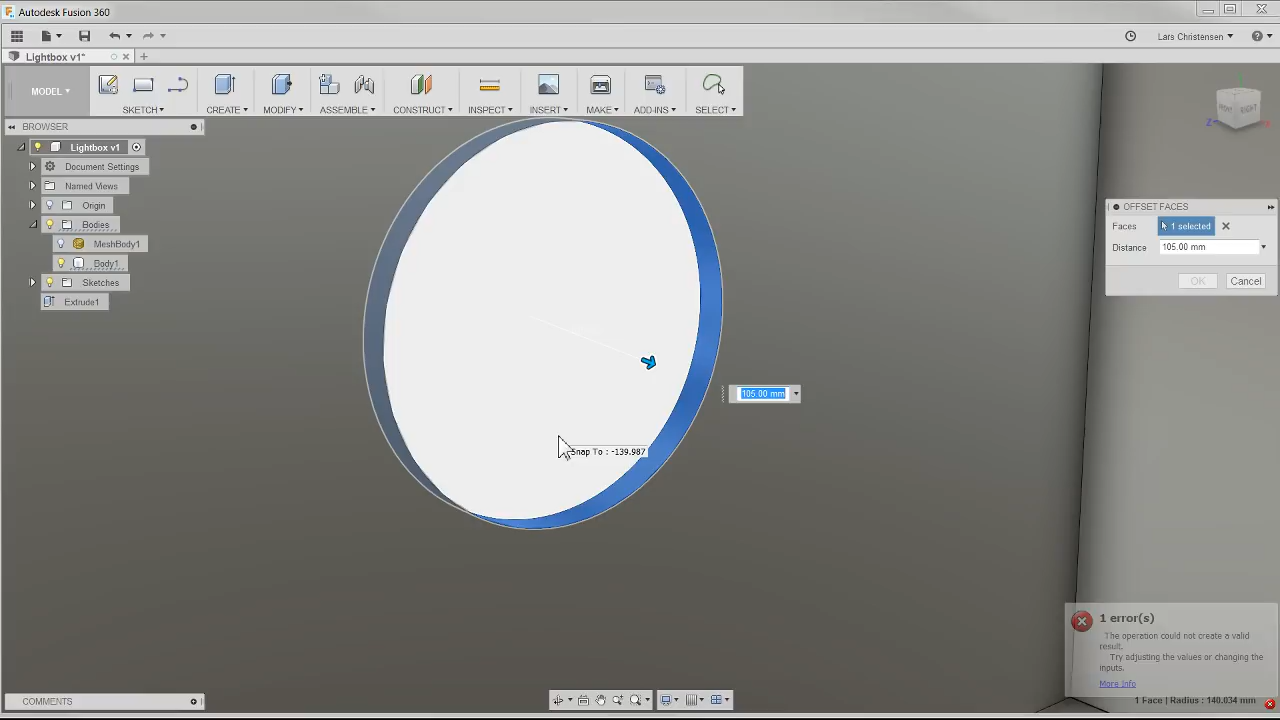 Autodesk Fusion 360
Lars Christensen
Lightbox v1*
MODEL
SKETCH
CREATE
MODIFY
ASSEMBLE
CONSTRUCT
INSPECT
INSERT
MAKE
ADD-INS
SELECT
BROWSER
Lightbox v1
Document Settings
Named Views
Origin
Bodies
MeshBody1
Body1
Sketches
Extrude1
RIGHT
Z
OFFSET FACES
Faces 1 selected
Distance 105.00 mm
OK Cancel
105.00 mm
Snap To : -139.987
1 error(s)
The operation could not create a valid
result.
Try adjusting the values or changing the
inputs.
More Info
COMMENTS
1 Face | Radius : 140.034 mm